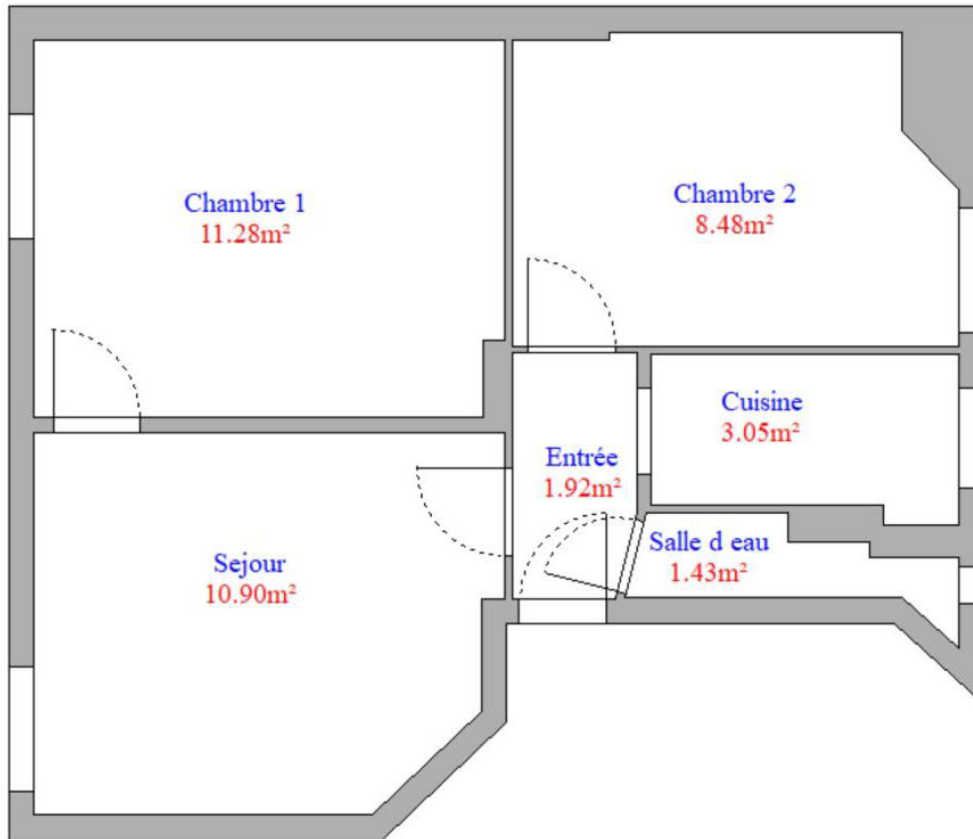 Chambre 1
11.28m²
Chambre 2
8.48m²
Cuisine
3.05m²
Entrée
1.92m²
Sejour
10.90m²
Salle d eau
1.43m²